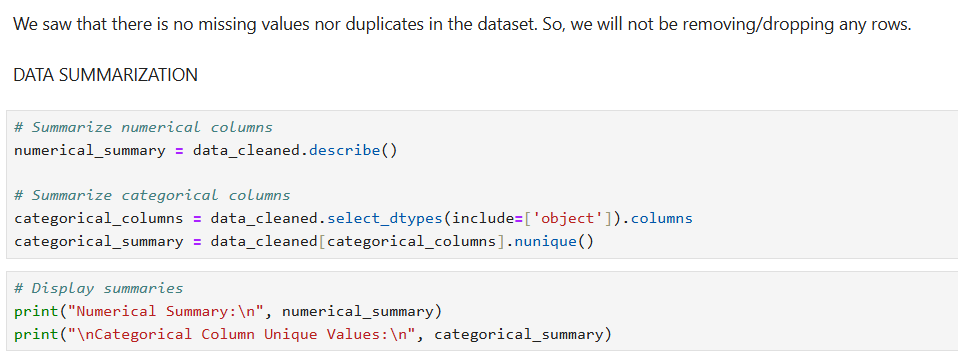 We saw that there is no missing values nor duplicates in the dataset. So, we will not be removing/dropping any rows.
DATA SUMMARIZATION
# Summarize numerical columns
numerical_summary = data_cleaned.describe()
# Summarize categorical columns
categorical_columns = data_cleaned.select_dtypes(include=['object']).columns
categorical_summary = data_cleaned[categorical_columns].nunique()
# Display summaries
print("Numerical Summary:\n", numerical_summary)
print("\nCategorical Column Unique Values:\n", categorical_summary)